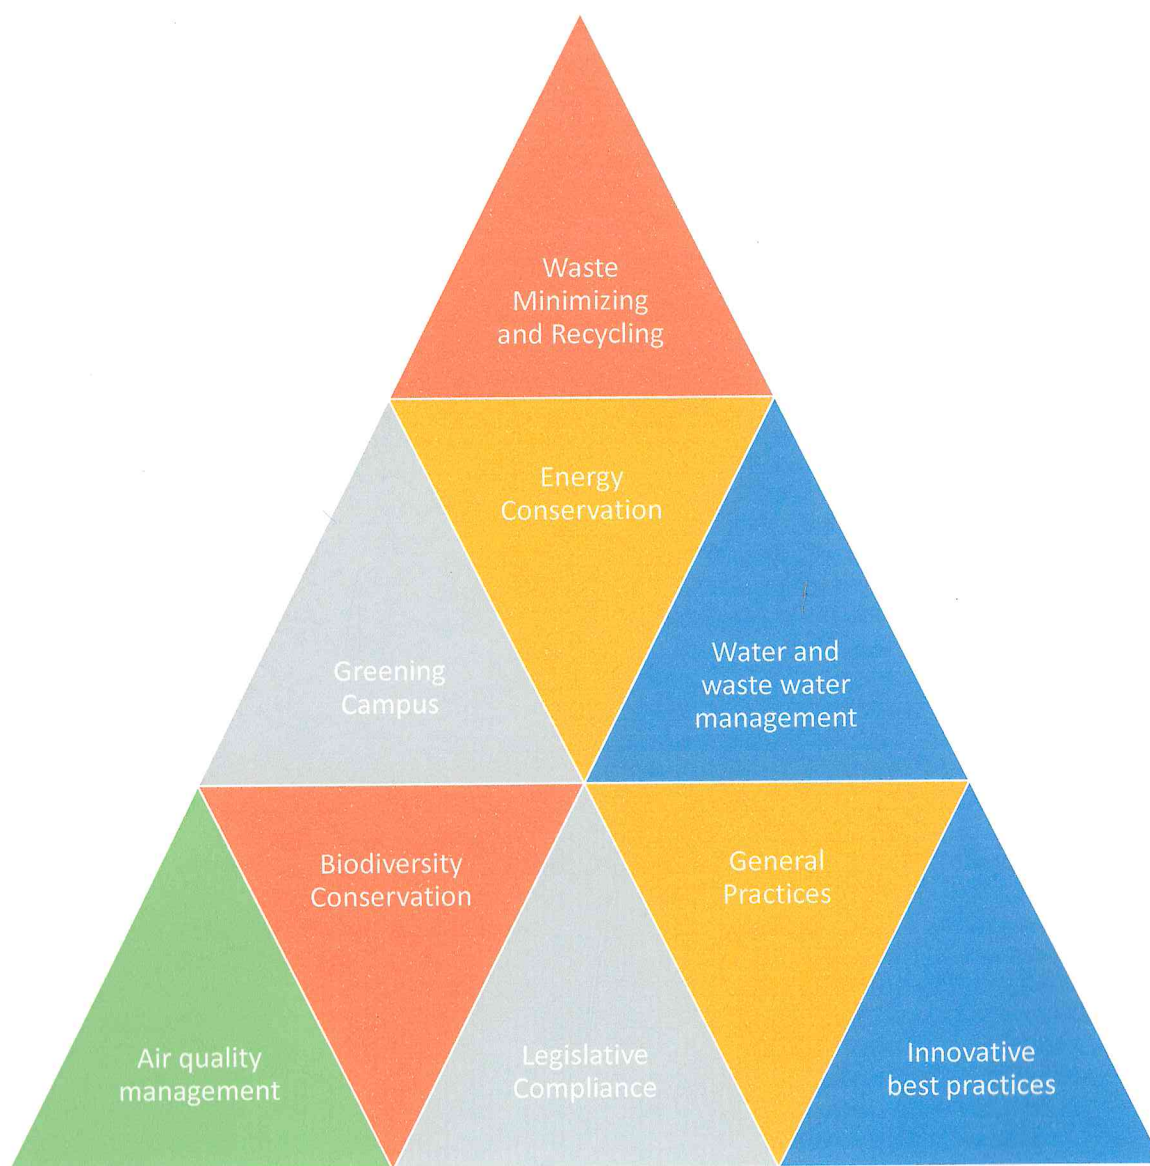 Waste
Minimizing
and Recycling
Energy
Conservation
Greening
Campus
Water and
waste water
management
Biodiversity
Conservation
General
Practices
Air quality
management
Legislative
Compliance
Innovative
best practices